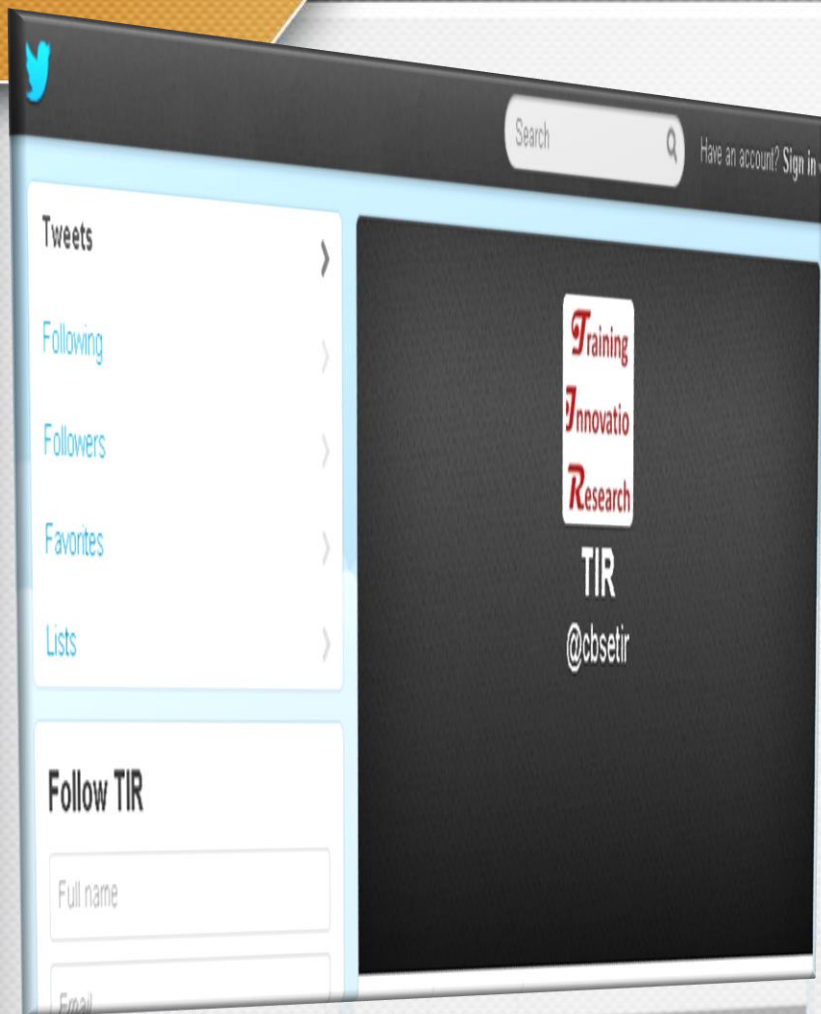 Search
Have an account? Sign in
Tweets
Following
Followers
Favorites
Lists
Training
Innovatio
Research
TIR
@cbsetir
Follow TIR
Full name
Email